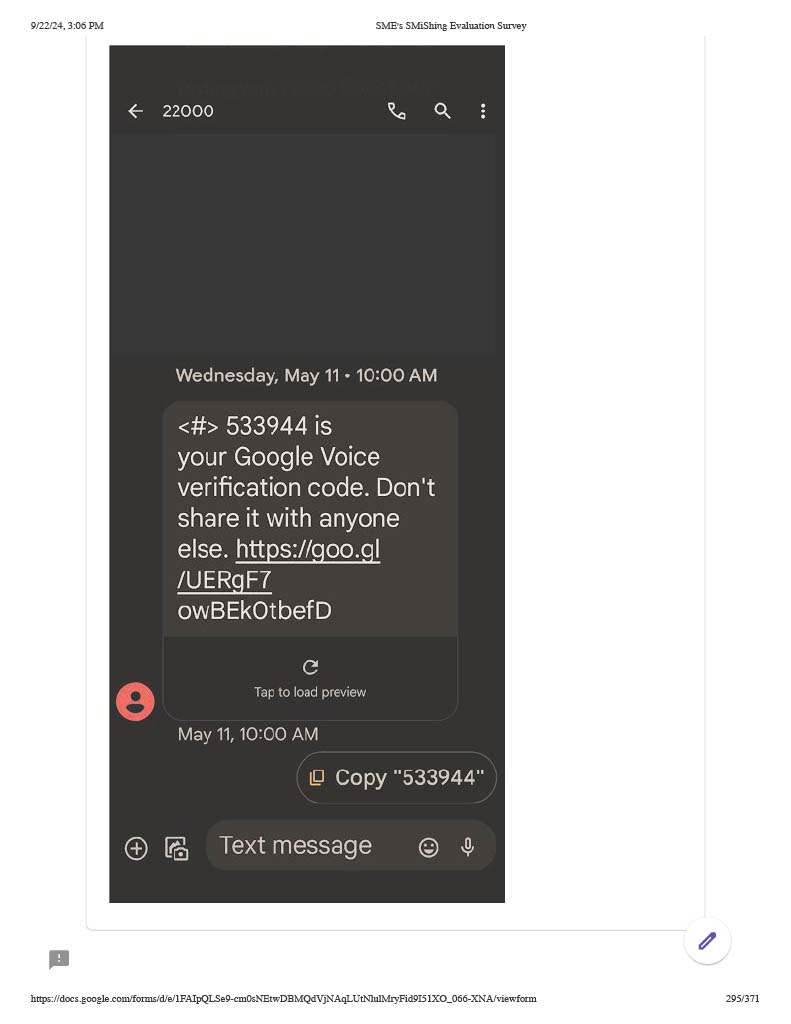 9/22/24, 3:06 PM SME's SMiShing Evaluation Survey
22000
Wednesday, May 11 • 10:00 AM
<#> 533944 is
your Google Voice
verification code. Don't
share it with anyone
else. https://goo.gl
/UERgF7
owBEkOtbefD
Tap to load preview
May 11, 10:00 AM
Copy "533944"
Text message
https://docs.google.com/forms/d/e/1FAIpQLSe9-cm0sNEtwDBMQdVjNAqLUtNlulMryFid9I51XO_066-XNA/viewform 295/371